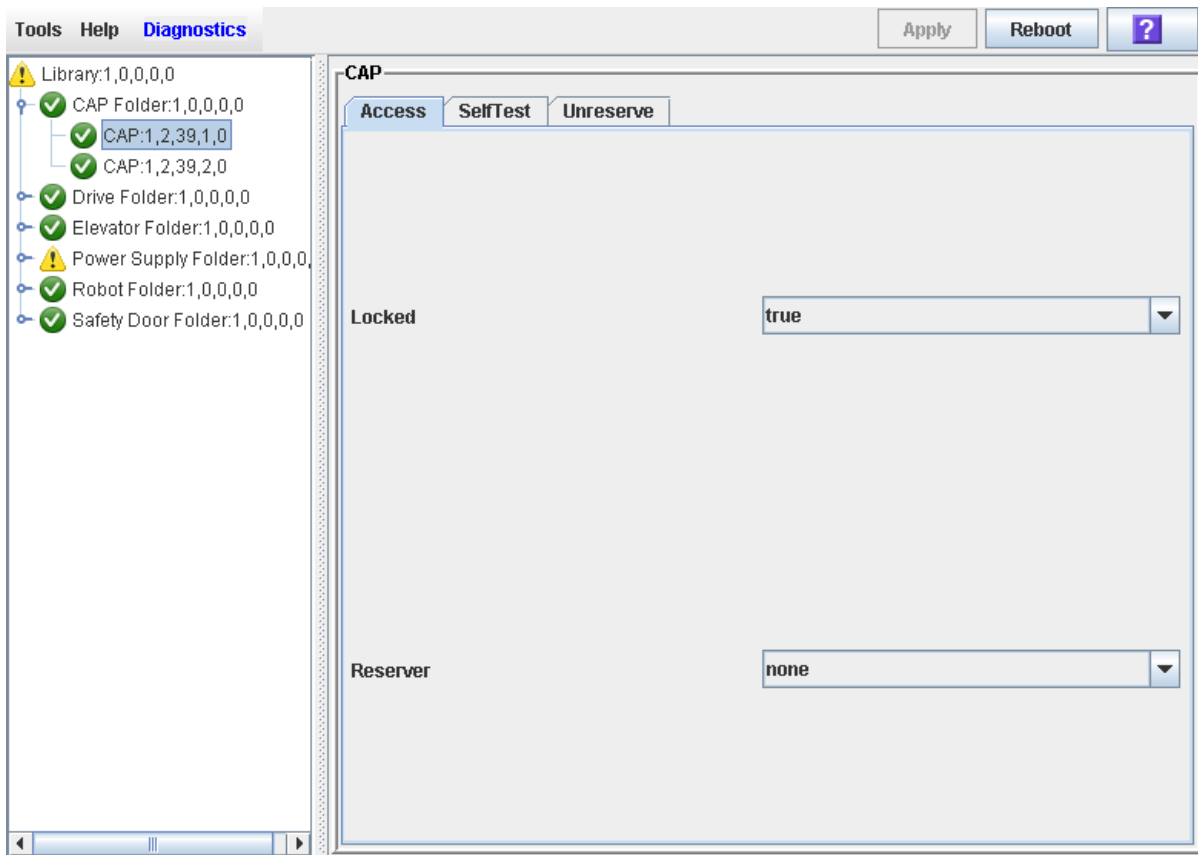 Tools Help Diagnostics
Apply Reboot ?
Library:1,0,0,0,0
CAP Folder:1,0,0,0,0
CAP:1,2,39,1,0
CAP:1,2,39,2,0
Drive Folder:1,0,0,0,0
Elevator Folder:1,0,0,0,0
Power Supply Folder:1,0,0,0,
Robot Folder:1,0,0,0,0
Safety Door Folder:1,0,0,0,0
CAP
Access SelfTest Unreserve
Locked true
Reserver none